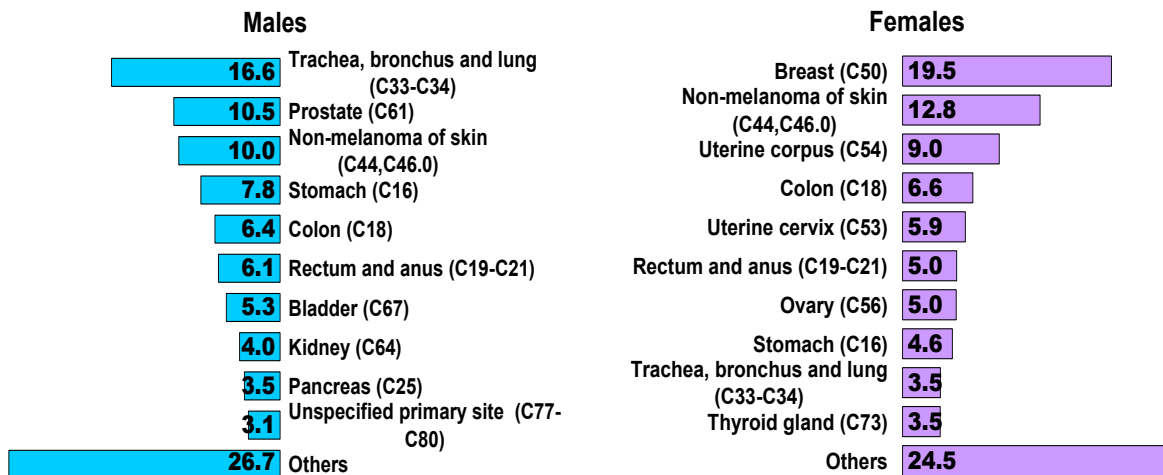 Males
16.6 Trachea, bronchus and lung
(C33-C34)
10.5 Prostate (C61)
10.0 Non-melanoma of skin
(C44,C46.0)
7.8 Stomach (C16)
6.4 Colon (C18)
6.1 Rectum and anus (C19-C21)
5.3 Bladder (C67)
4.0 Kidney (C64)
3.5 Pancreas (C25)
3.1 Unspecified primary site (C77-
C80)
26.7 Others
Females
Breast (C50) 19.5
Non-melanoma of skin
(C44,C46.0) 12.8
Uterine corpus (C54) 9.0
Colon (C18) 6.6
Uterine cervix (C53) 5.9
Rectum and anus (C19-C21) 5.0
Ovary (C56) 5.0
Stomach (C16) 4.6
Trachea, bronchus and lung
(C33-C34) 3.5
Thyroid gland (C73) 3.5
Others 24.5